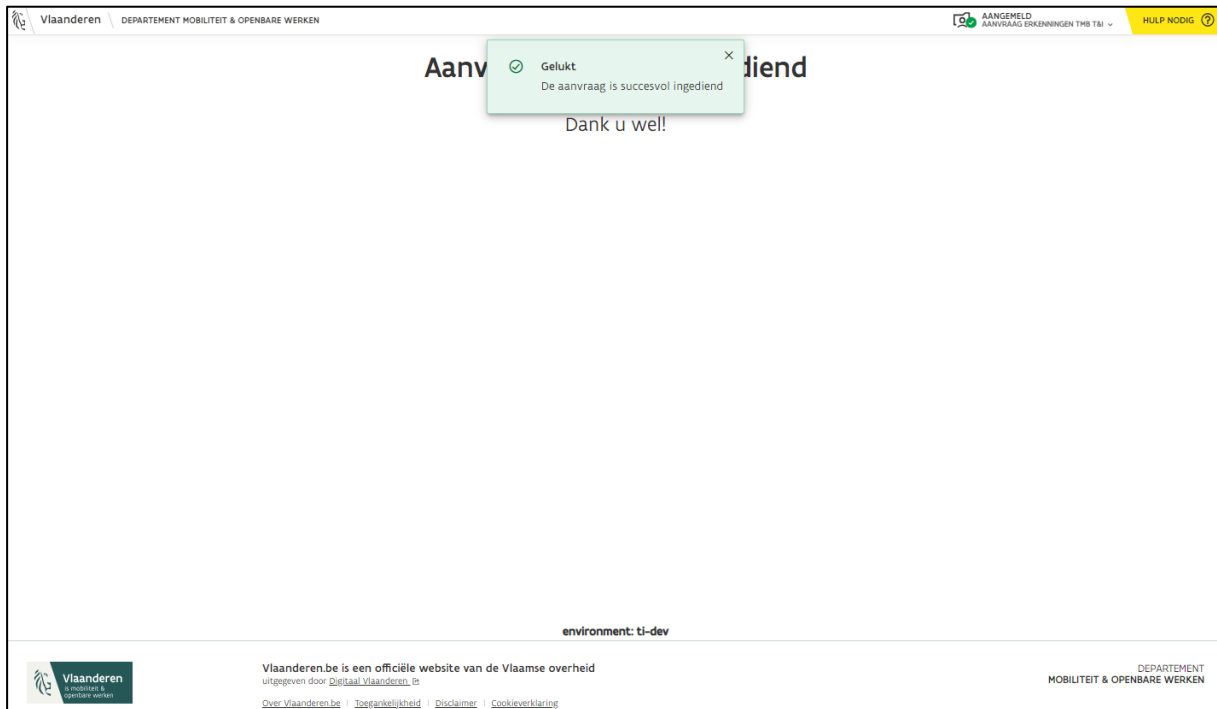 Vlaanderen
DEPARTEMENT MOBILITEIT & OPENBARE WERKEN
AANGEMELD
AANVRAAG ERKENNINGEN TMB T&I
HULP NODIG
Aanv diend
Gelukt
De aanvraag is succesvol ingediend
Dank u wel!
environment: ti-dev
Vlaanderen
is mobiliteit &
openbare werken
Vlaanderen.be is een officiële website van de Vlaamse overheid
uitgegeven door Digitaal Vlaanderen
Over Vlaanderen.be | Toegankelijkheid | Disclaimer | Cookieverklaring
DEPARTEMENT
MOBILITEIT & OPENBARE WERKEN